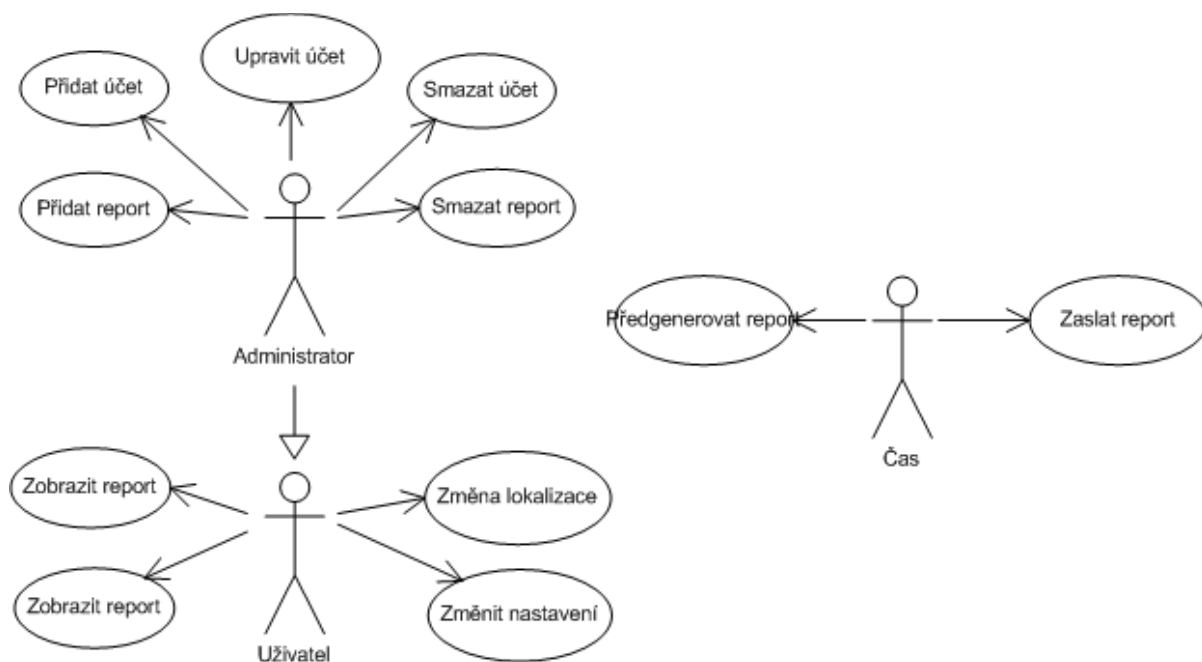 Upravit účet
Přidat účet
Smazat účet
Přidat report
Smazat report
Administrator
Předgenerovat report
Zaslat report
Čas
Zobrazit report
Změna lokalizace
Zobrazit report
Změnit nastavení
Uživatel